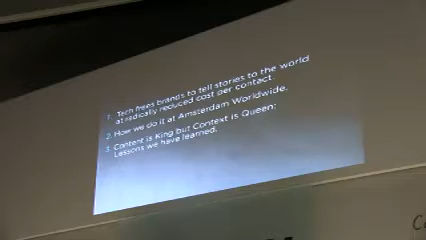 1. Tech frees brands to tell stories to the world
at radically reduced cost per contact.
2. How we do it at Amsterdam Worldwide.
3. Content is King but Context is Queen:
Lessons we have learned.